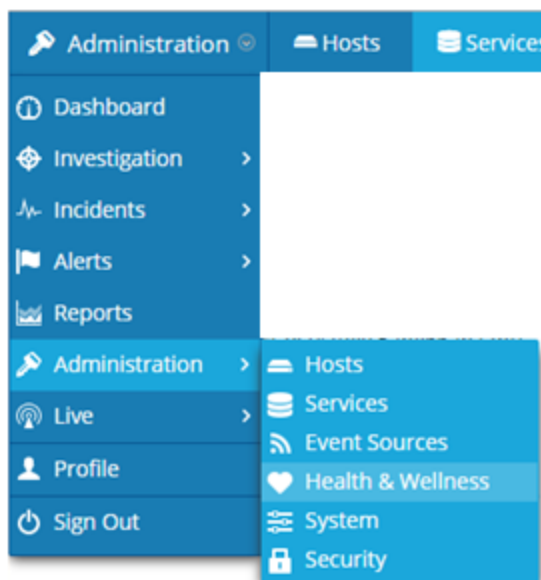 Administration Hosts Services
Dashboard
Investigation
Incidents
Alerts
Reports
Administration
Hosts
Live
Services
Event Sources
Profile
Health & Wellness
Sign Out
System
Security